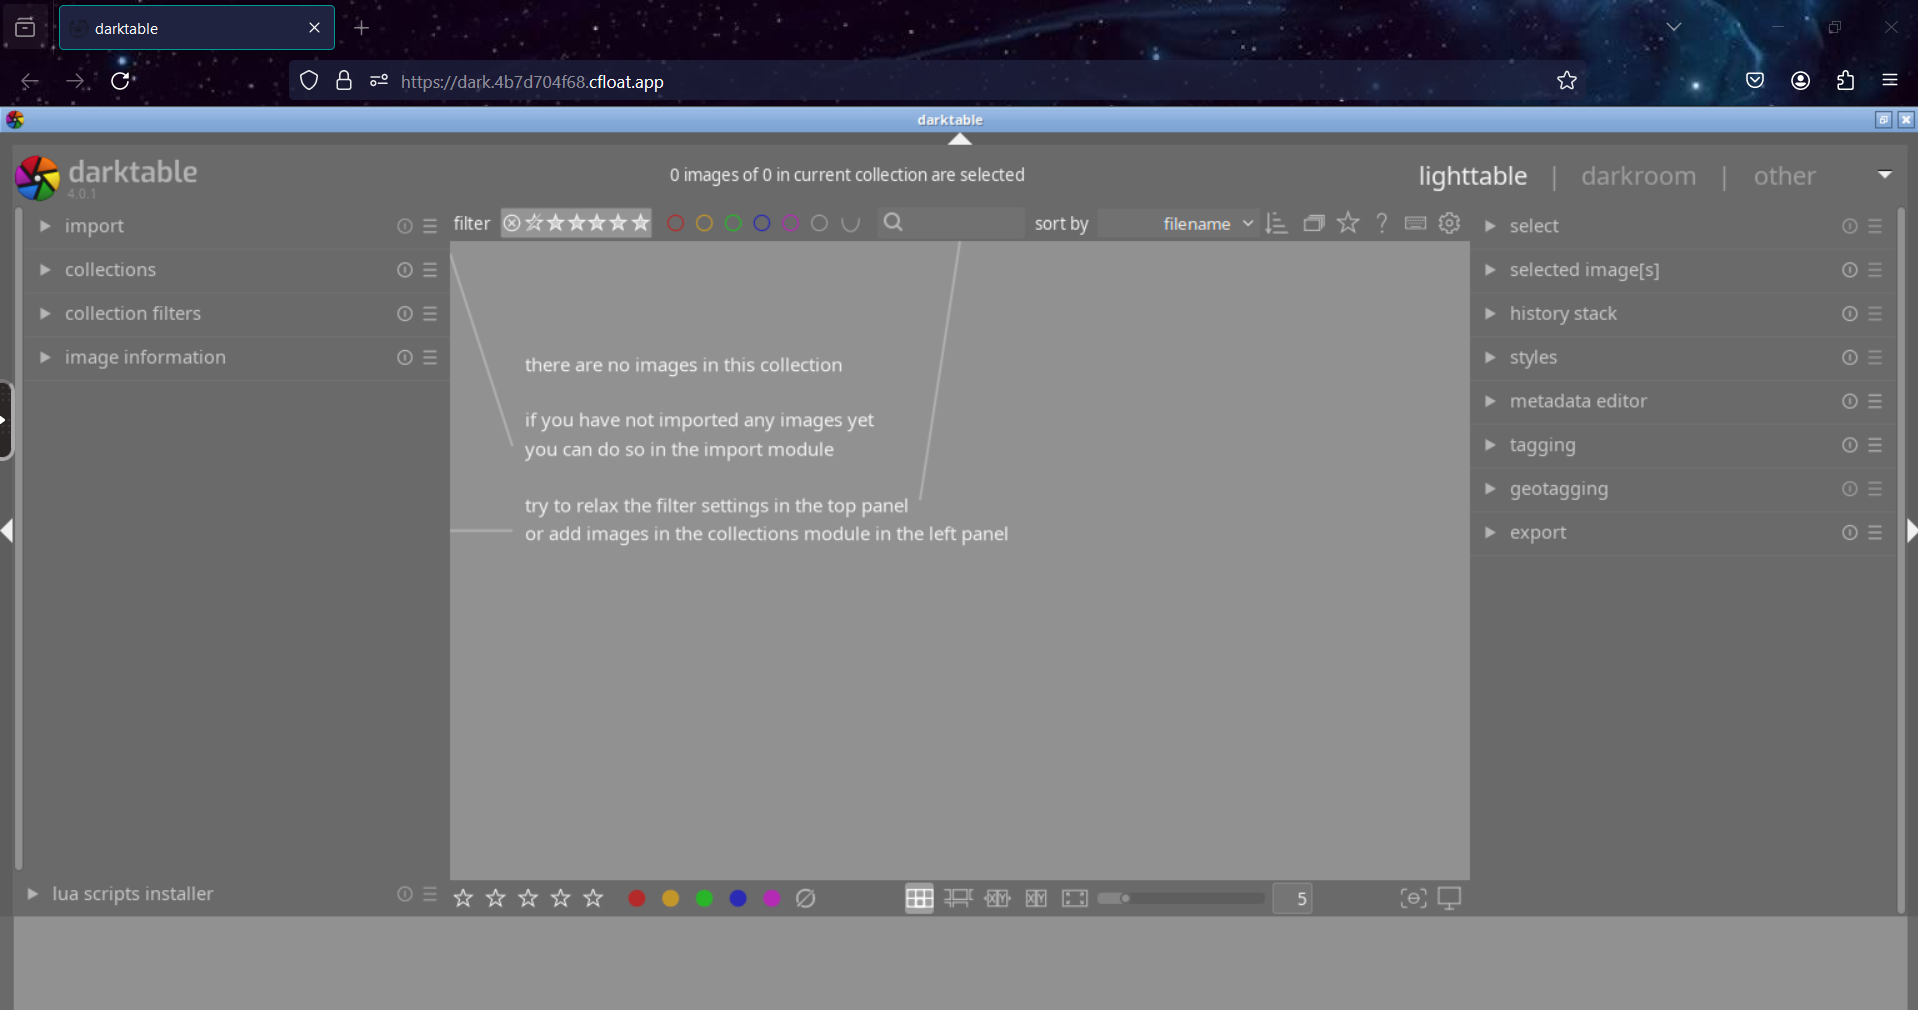 darktable
https://dark.4b7d704f68.cfloat.app
darktable
darktable
4.0.1
0 images of 0 in current collection are selected
lighttable | darkroom | other
import
collections
collection filters
image information
filter
sort by filename
there are no images in this collection
if you have not imported any images yet
you can do so in the import module
try to relax the filter settings in the top panel
or add images in the collections module in the left panel
select
selected image[s]
history stack
styles
metadata editor
tagging
geotagging
export
lua scripts installer
5